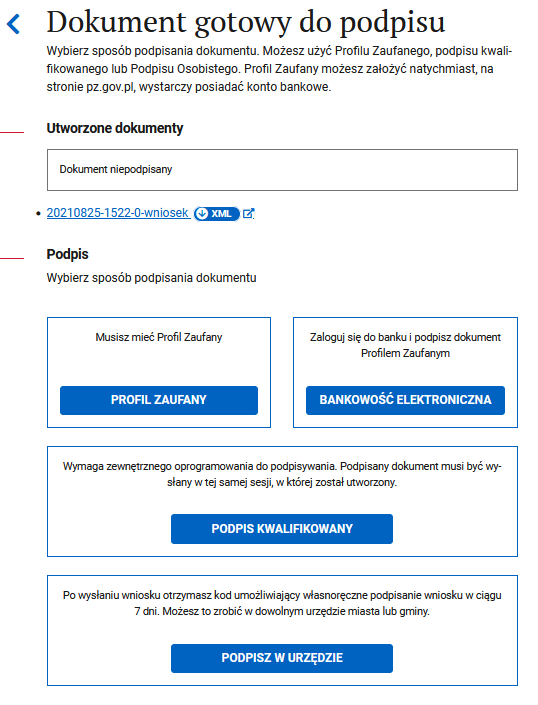 Dokument gotowy do podpisu
Wybierz sposób podpisania dokumentu. Możesz użyć Profilu Zaufanego, podpisu kwali-
fikowanego lub Podpisu Osobistego. Profil Zaufany możesz założyć natychmiast, na
stronie pz.gov.pl, wystarczy posiadać konto bankowe.
Utworzone dokumenty
Dokument niepodpisany
20210825-1522-0-wniosek XML
Podpis
Wybierz sposób podpisania dokumentu
Musisz mieć Profil Zaufany
PROFIL ZAUFANY
Zaloguj się do banku i podpisz dokument
Profilem Zaufanym
BANKOWOŚĆ ELEKTRONICZNA
Wymaga zewnętrznego oprogramowania do podpisywania. Podpisany dokument musi być wy-
słany w tej samej sesji, w której został utworzony.
PODPIS KWALIFIKOWANY
Po wysłaniu wniosku otrzymasz kod umożliwiający własnoręczne podpisanie wniosku w ciągu
7 dni. Możesz to zrobić w dowolnym urzędzie miasta lub gminy.
PODPISZ W URZĘDZIE